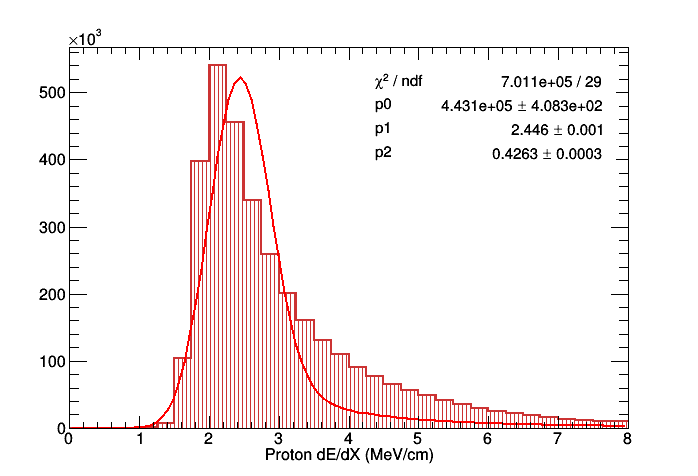 ×10³
500
400
300
200
100
0
0 1 2 3 4 5 6 7 8
Proton dE/dX (MeV/cm)
χ² / ndf 7.011e+05 / 29
p0 4.431e+05 ± 4.083e+02
p1 2.446 ± 0.001
p2 0.4263 ± 0.0003